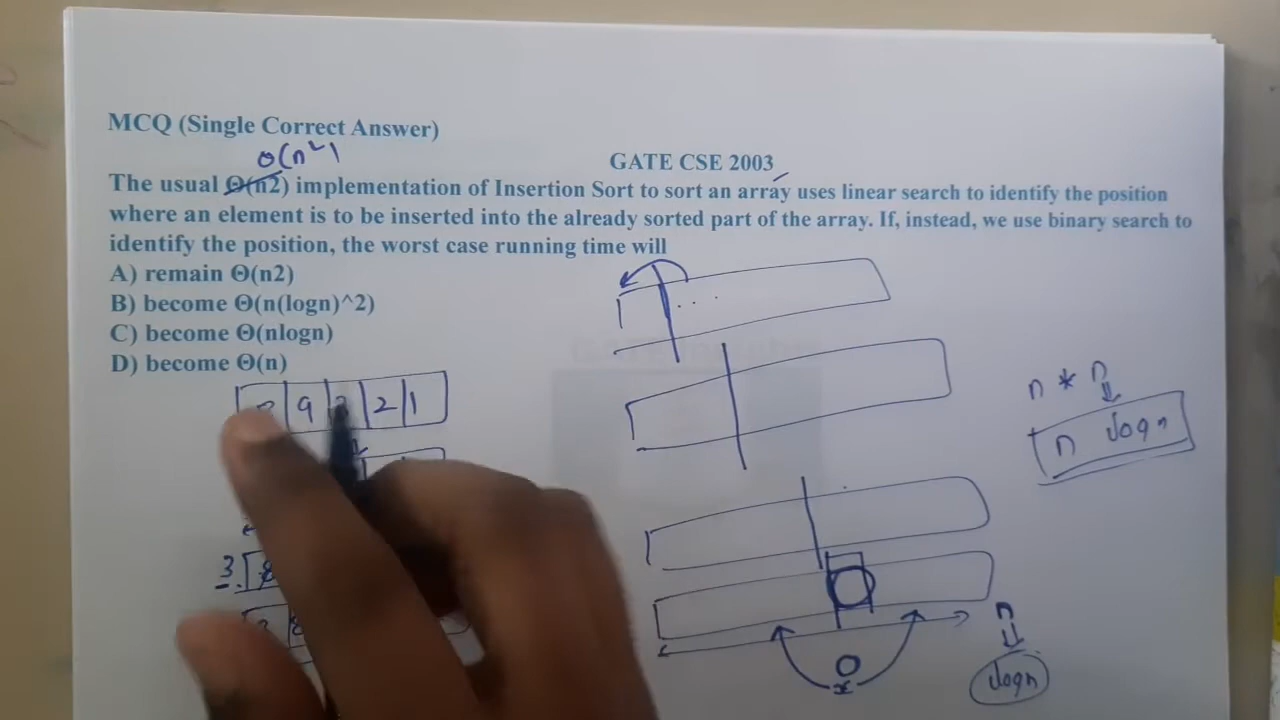 MCQ (Single Correct Answer)
θ(n²)
GATE CSE 2003
The usual Θ(n2) implementation of Insertion Sort to sort an array uses linear search to identify the position
where an element is to be inserted into the already sorted part of the array. If, instead, we use binary search to
identify the position, the worst case running time will
A) remain Θ(n2)
B) become Θ(n(logn)^2)
C) become Θ(nlogn)
D) become Θ(n)
9 2 1
n * n
n logn
3
n
logn
x